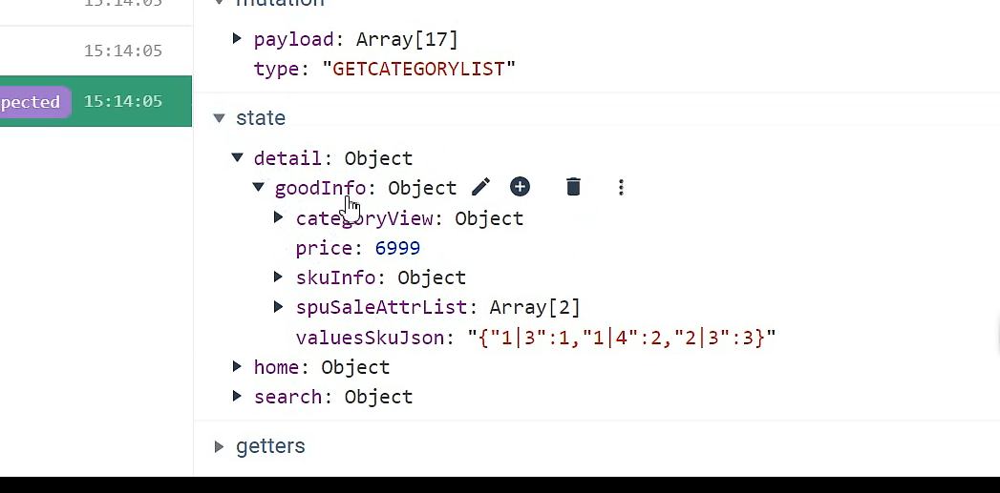 15:14:05
mutation
payload: Array[17]
15:14:05
type: "GETCATEGORYLIST"
pected 15:14:05
state
detail: Object
goodInfo: Object
categoryView: Object
price: 6999
skuInfo: Object
spuSaleAttrList: Array[2]
valuesSkuJson: "{"1|3":1,"1|4":2,"2|3":3}"
home: Object
search: Object
getters